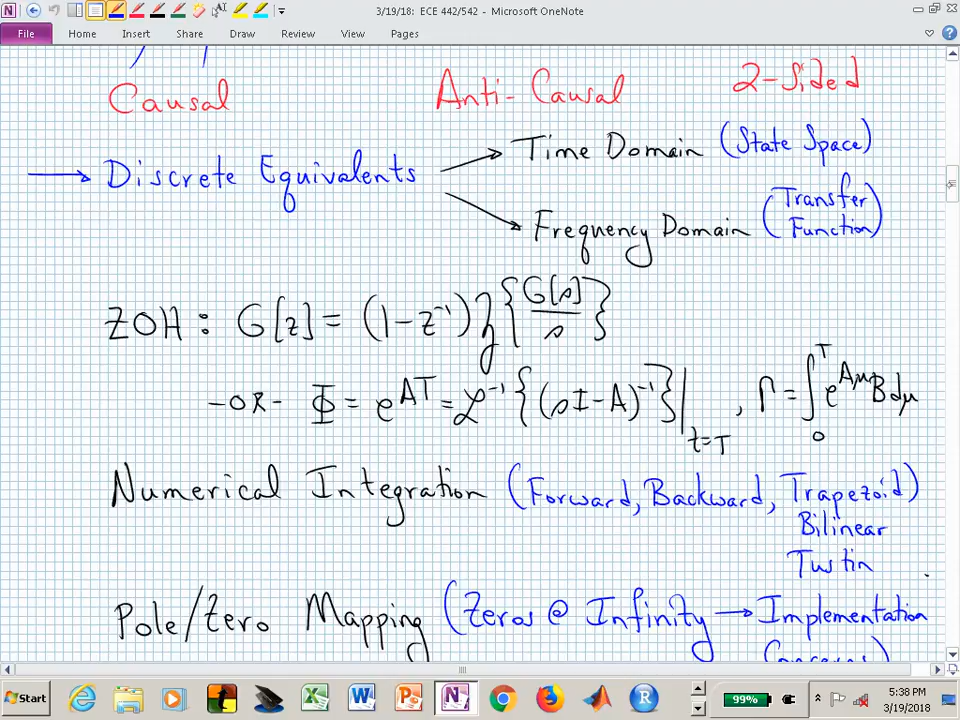 3/19/18: ECE 442/542 - Microsoft OneNote
File Home Insert Share Draw Review View Pages
Causal Anti-Causal 2-Sided
→ Discrete Equivalents → Time Domain (State Space)
→ Frequency Domain (Transfer Function)
ZOH: G[z] = (1-z⁻¹) 𝓏{G[s]/s}
-OR- Φ = e^{AT} = ℒ⁻¹{(sI-A)⁻¹}|_{t=T}, Γ = ∫₀ᵀ e^{Aμ} B dμ
Numerical Integration (Forward, Backward, Trapezoid)
Bilinear
Tustin
Pole/Zero Mapping (Zeros @ Infinity → Implementation
Concerns)
Start
99%
5:38 PM
3/19/2018